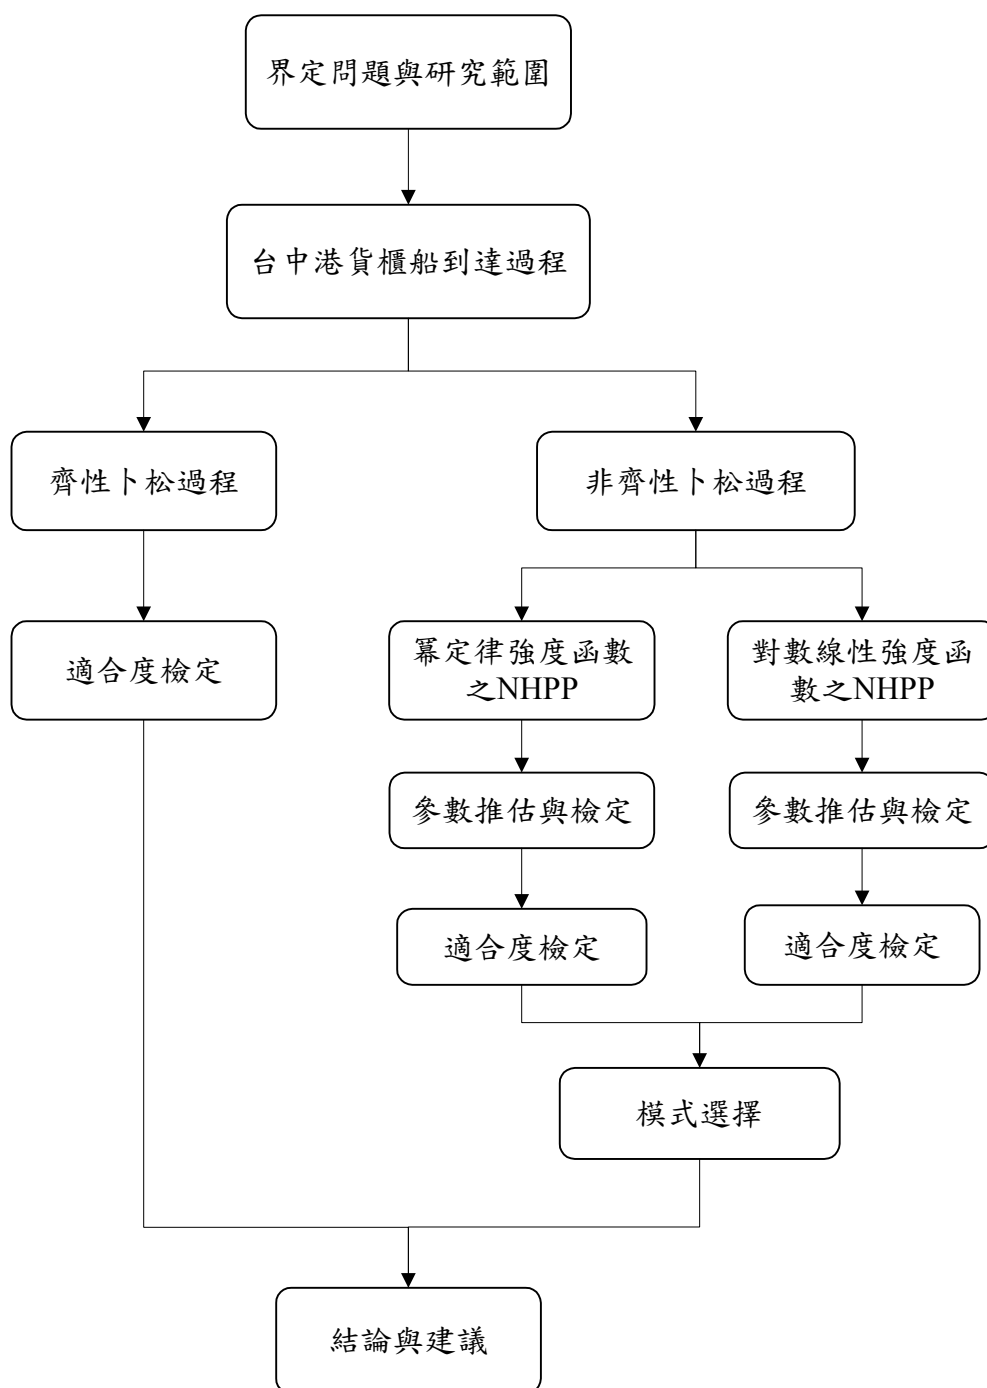 界定問題與研究範圍
台中港貨櫃船到達過程
齊性卜松過程
非齊性卜松過程
適合度檢定
冪定律強度函數
之NHPP
對數線性強度函
數之NHPP
參數推估與檢定
參數推估與檢定
適合度檢定
適合度檢定
模式選擇
結論與建議